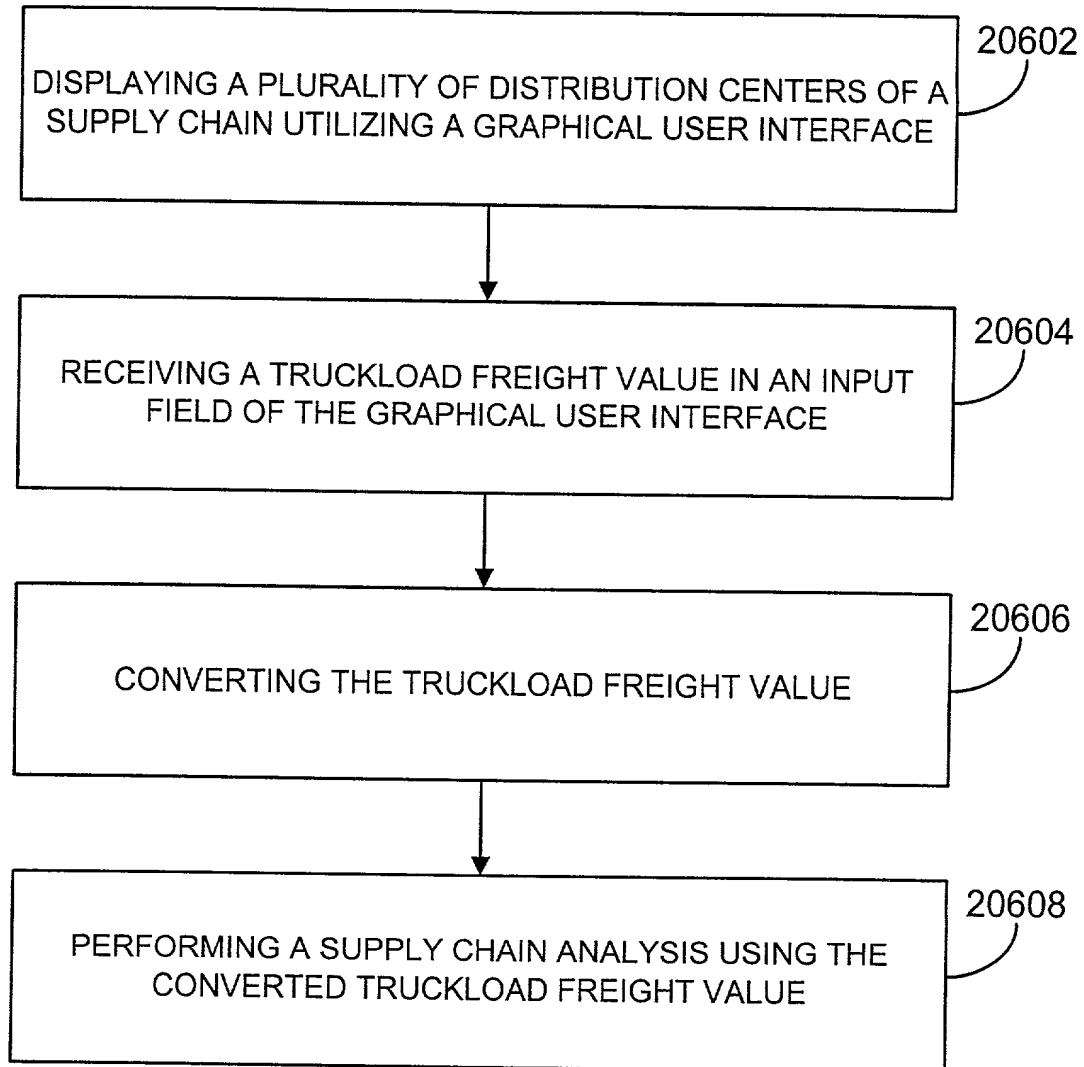 20602
DISPLAYING A PLURALITY OF DISTRIBUTION CENTERS OF A
SUPPLY CHAIN UTILIZING A GRAPHICAL USER INTERFACE
20604
RECEIVING A TRUCKLOAD FREIGHT VALUE IN AN INPUT
FIELD OF THE GRAPHICAL USER INTERFACE
20606
CONVERTING THE TRUCKLOAD FREIGHT VALUE
20608
PERFORMING A SUPPLY CHAIN ANALYSIS USING THE
CONVERTED TRUCKLOAD FREIGHT VALUE